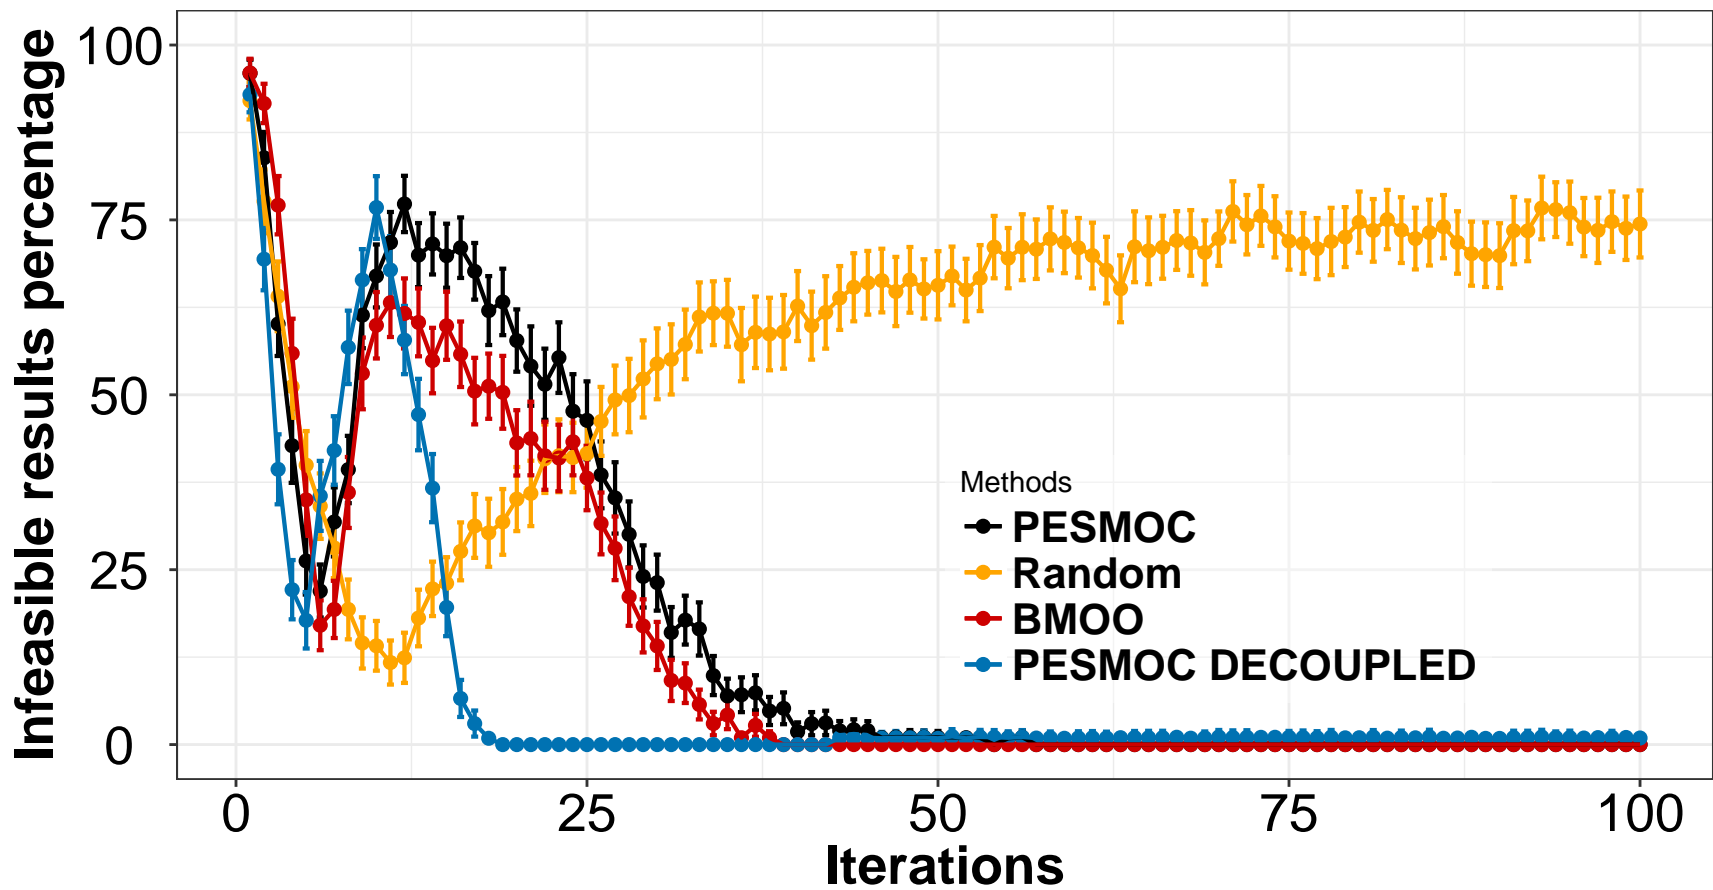 Infeasible results percentage
100
75
50
25
0
Methods
PESMOC
Random
BMOO
PESMOC DECOUPLED
0 25 50 75 100
Iterations